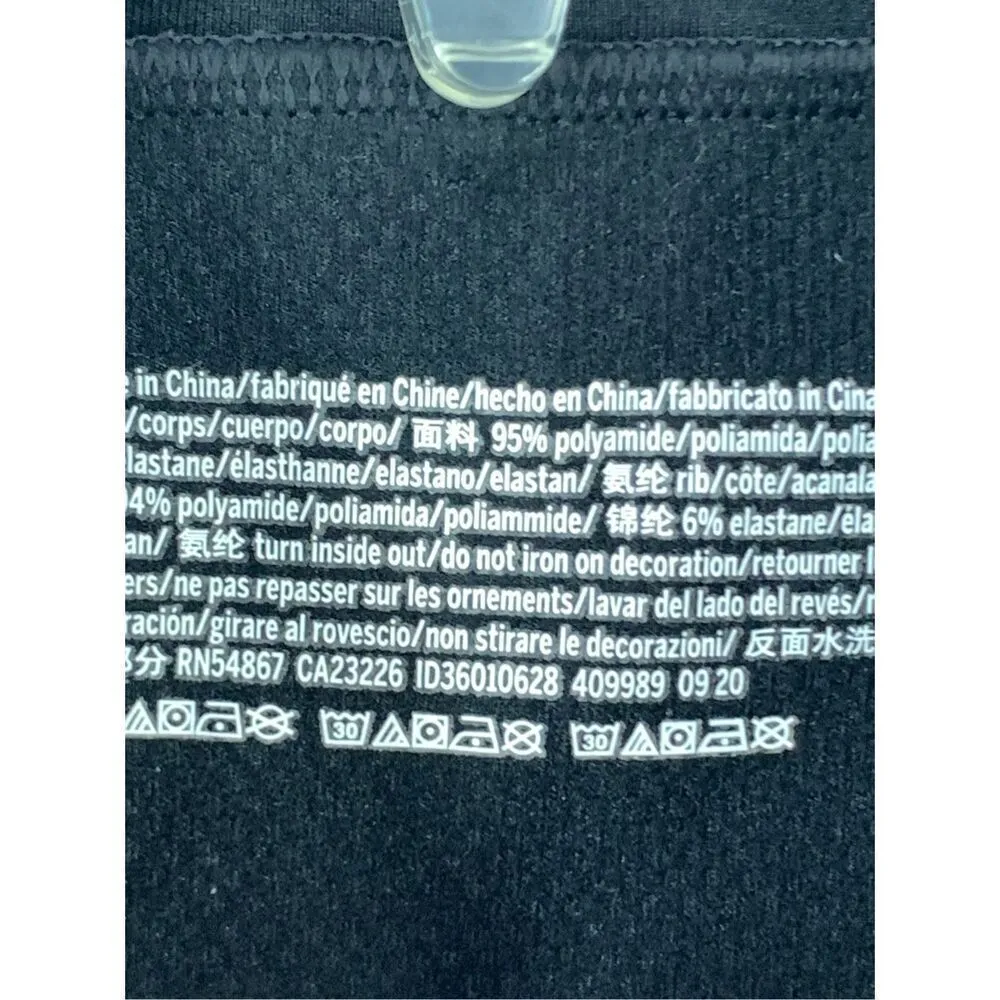 in China/fabriqué en Chine/hecho en China/fabbricato in Cina
/corps/cuerpo/corpo/ 面料 95% polyamide/poliamida/polia
lastane/élasthanne/elastano/elastan/ 氨纶 rib/côte/acanala
94% polyamide/poliamida/poliammide/ 锦纶 6% elastane/éla
an/ 氨纶 turn inside out/do not iron on decoration/retourner l
ers/ne pas repasser sur les ornements/lavar del lado del revés/
ración/girare al rovescio/non stirare le decorazioni/ 反面水洗
分 RN54867 CA23226 ID36010628 409989 09 20
30 30